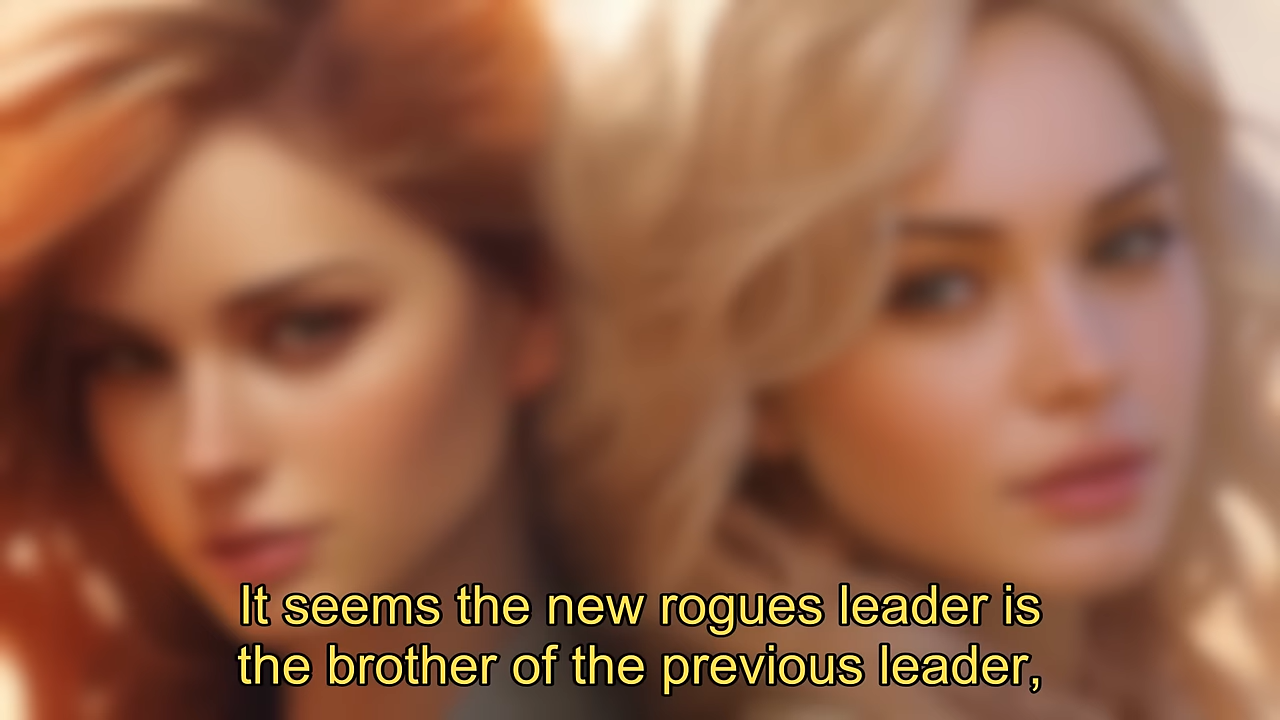 It seems the new rogues leader is
the brother of the previous leader,